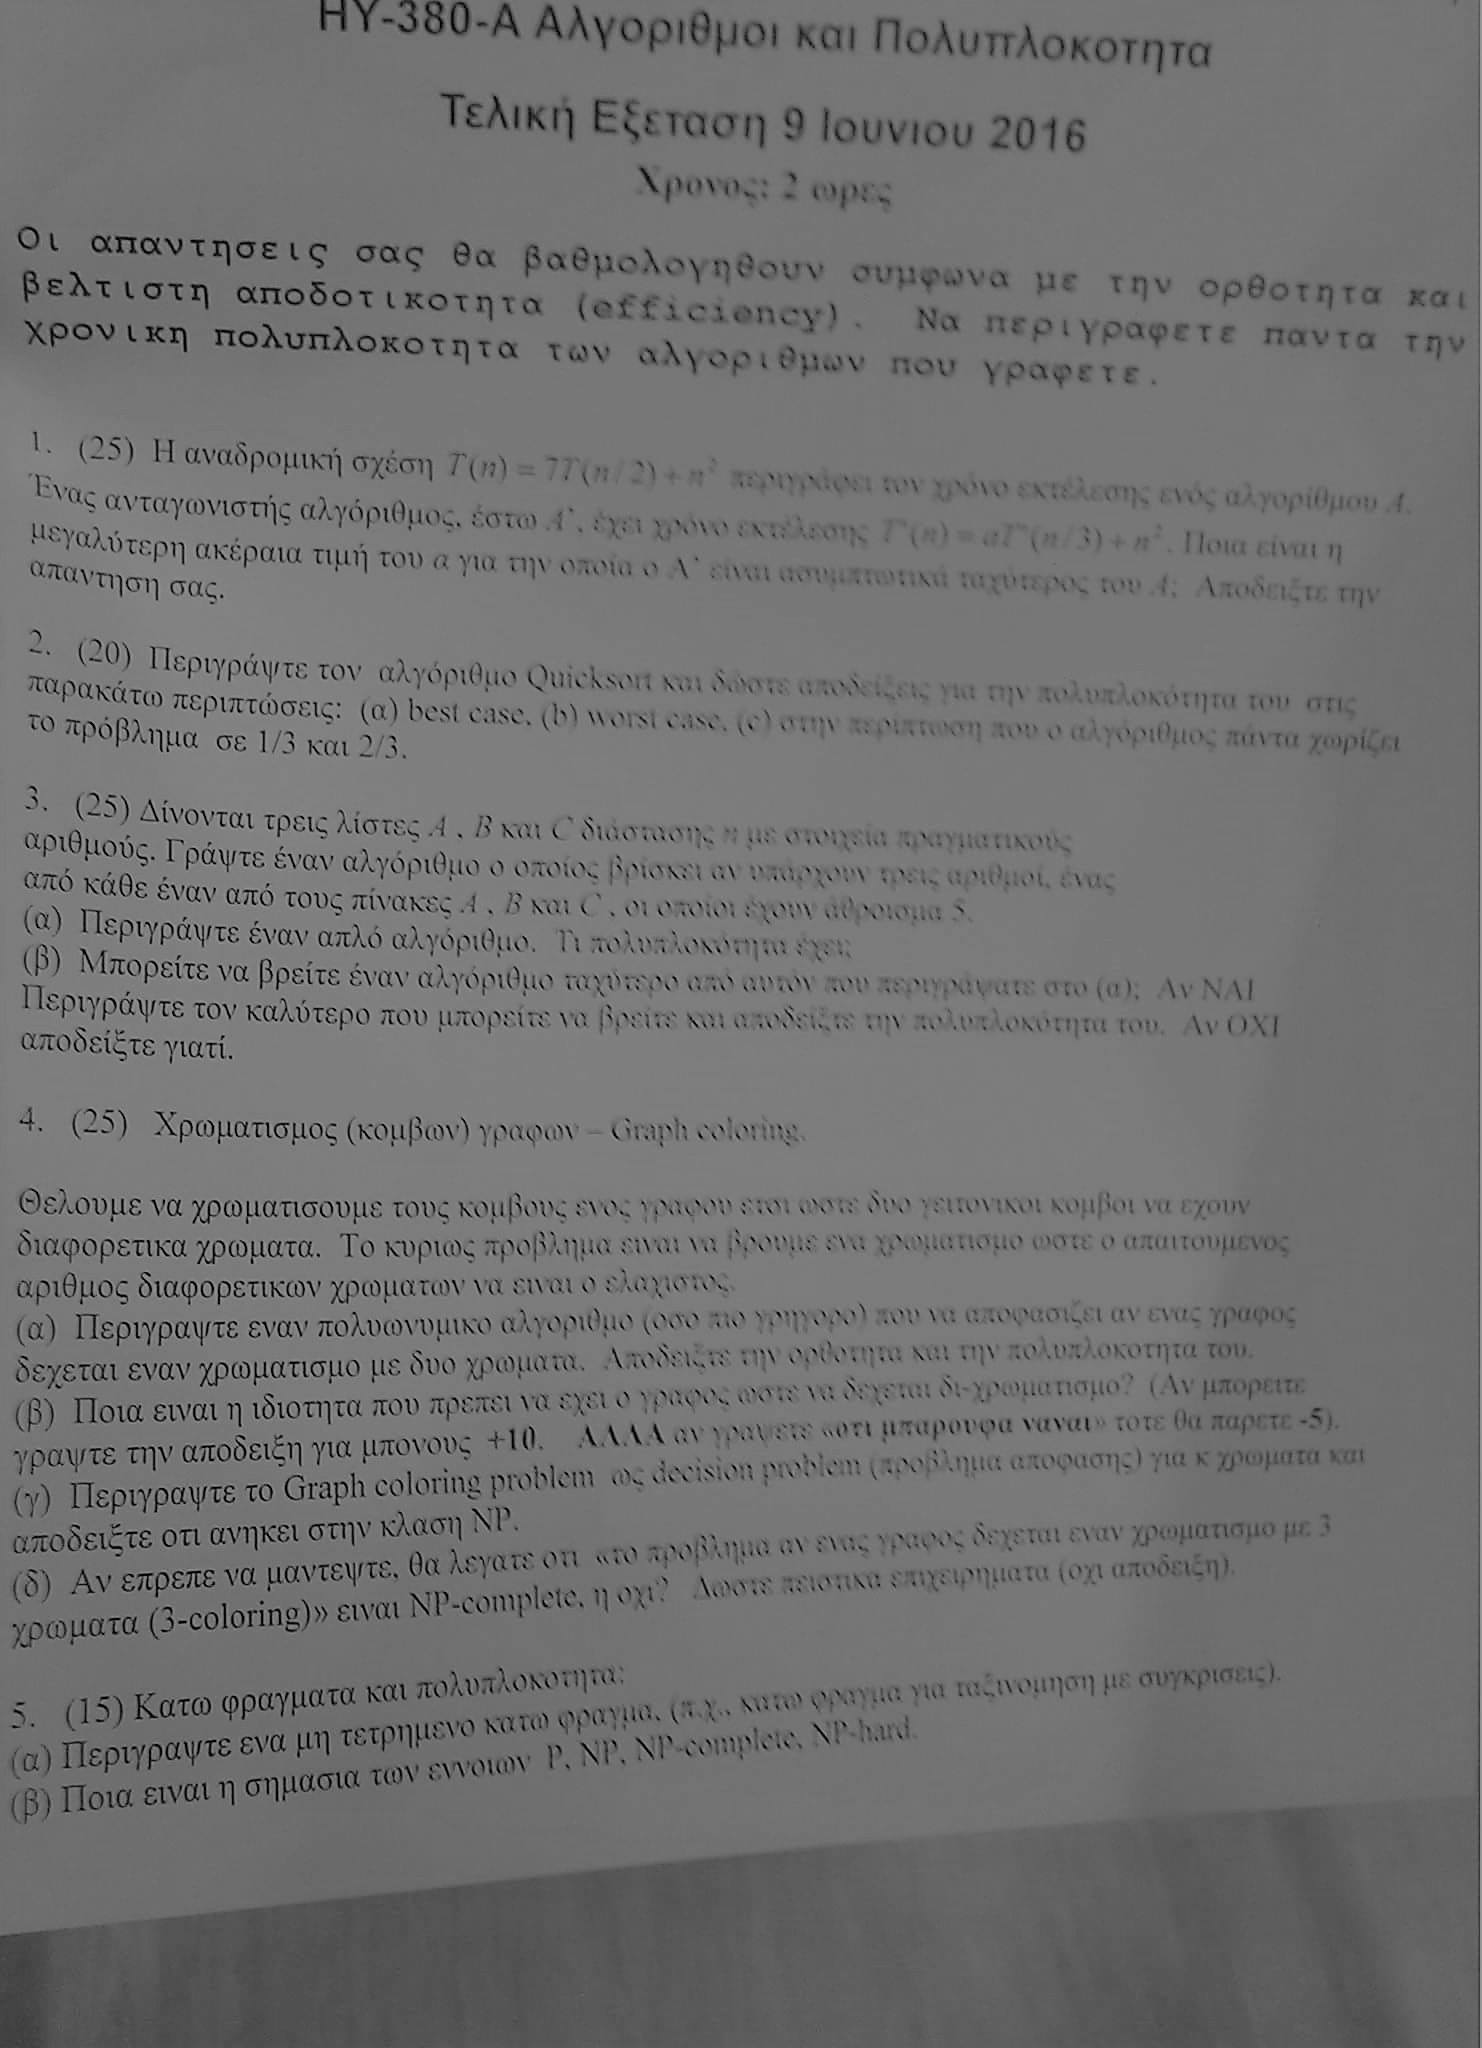 ΗΥ-380-Α Αλγοριθμοι και Πολυπλοκοτητα
Τελική Εξεταση 9 Ιουνιου 2016
Χρονος: 2 ωρες
Οι απαντησεις σας θα βαθμολογηθουν συμφωνα με την ορθοτητα και
βελτιστη αποδοτικοτητα (efficiency). Να περιγραφετε παντα την
χρονικη πολυπλοκοτητα των αλγοριθμων που γραφετε.
1. (25) Η αναδρομική σχέση T(n) = 7T(n/2) + n² περιγράφει τον χρόνο εκτέλεσης ενός αλγορίθμου A.
Ένας ανταγωνιστής αλγόριθμος, έστω A', έχει χρόνο εκτέλεσης T'(n) = aT'(n/3) + n². Ποια είναι η
μεγαλύτερη ακέραια τιμή του α για την οποία ο A' είναι ασυμπτωτικά ταχύτερος του A; Αποδειξτε την
απαντηση σας.
2. (20) Περιγράψτε τον αλγόριθμο Quicksort και δώστε αποδείξεις για την πολυπλοκότητα του στις
παρακάτω περιπτώσεις: (α) best case, (b) worst case, (c) στην περίπτωση που ο αλγόριθμος πάντα χωρίζει
το πρόβλημα σε 1/3 και 2/3.
3. (25) Δίνονται τρεις λίστες A , B και C διάστασης n με στοιχεία πραγματικούς
αριθμούς. Γράψτε έναν αλγόριθμο ο οποίος βρίσκει αν υπάρχουν τρεις αριθμοί, ένας
από κάθε έναν από τους πίνακες A , B και C , οι οποίοι έχουν άθροισμα 5.
(α) Περιγράψτε έναν απλό αλγόριθμο. Τι πολυπλοκότητα έχει;
(β) Μπορείτε να βρείτε έναν αλγόριθμο ταχύτερο από αυτόν που περιγράψατε στο (α); Αν ΝΑΙ
Περιγράψτε τον καλύτερο που μπορείτε να βρείτε και αποδείξτε την πολυπλοκότητα του. Αν ΟΧΙ
αποδείξτε γιατί.
4. (25) Χρωματισμος (κομβων) γραφων – Graph coloring.
Θελουμε να χρωματισουμε τους κομβους ενος γραφου ετσι ωστε δυο γειτονικοι κομβοι να εχουν
διαφορετικα χρωματα. Το κυριως προβλημα ειναι να βρουμε ενα χρωματισμο ωστε ο απαιτουμενος
αριθμος διαφορετικων χρωματων να ειναι ο ελαχιστος.
(α) Περιγραψτε εναν πολυωνυμικο αλγοριθμο (οσο πιο γρηγορο) που να αποφασιζει αν ενας γραφος
δεχεται εναν χρωματισμο με δυο χρωματα. Αποδειξτε την ορθοτητα και την πολυπλοκοτητα του.
(β) Ποια ειναι η ιδιοτητα που πρεπει να εχει ο γραφος ωστε να δεχεται δι-χρωματισμο? (Αν μπορειτε
γραψτε την αποδειξη για μπονους +10. ΑΛΛΑ αν γραψετε «οτι μπαρουφα ναναι» τοτε θα παρετε -5).
(γ) Περιγραψτε το Graph coloring problem ως decision problem (προβλημα αποφασης) για κ χρωματα και
αποδειξτε οτι ανηκει στην κλαση NP.
(δ) Αν επρεπε να μαντεψτε, θα λεγατε οτι «το προβλημα αν ενας γραφος δεχεται εναν χρωματισμο με 3
χρωματα (3-coloring)» ειναι NP-complete, η οχι? Δωστε πειστικα επιχειρηματα (οχι αποδειξη).
5. (15) Κατω φραγματα και πολυπλοκοτητα:
(α) Περιγραψτε ενα μη τετρημενο κατω φραγμα, (π.χ., κατω φραγμα για ταξινομηση με συγκρισεις).
(β) Ποια ειναι η σημασια των εννοιων P, NP, NP-complete, NP-hard.